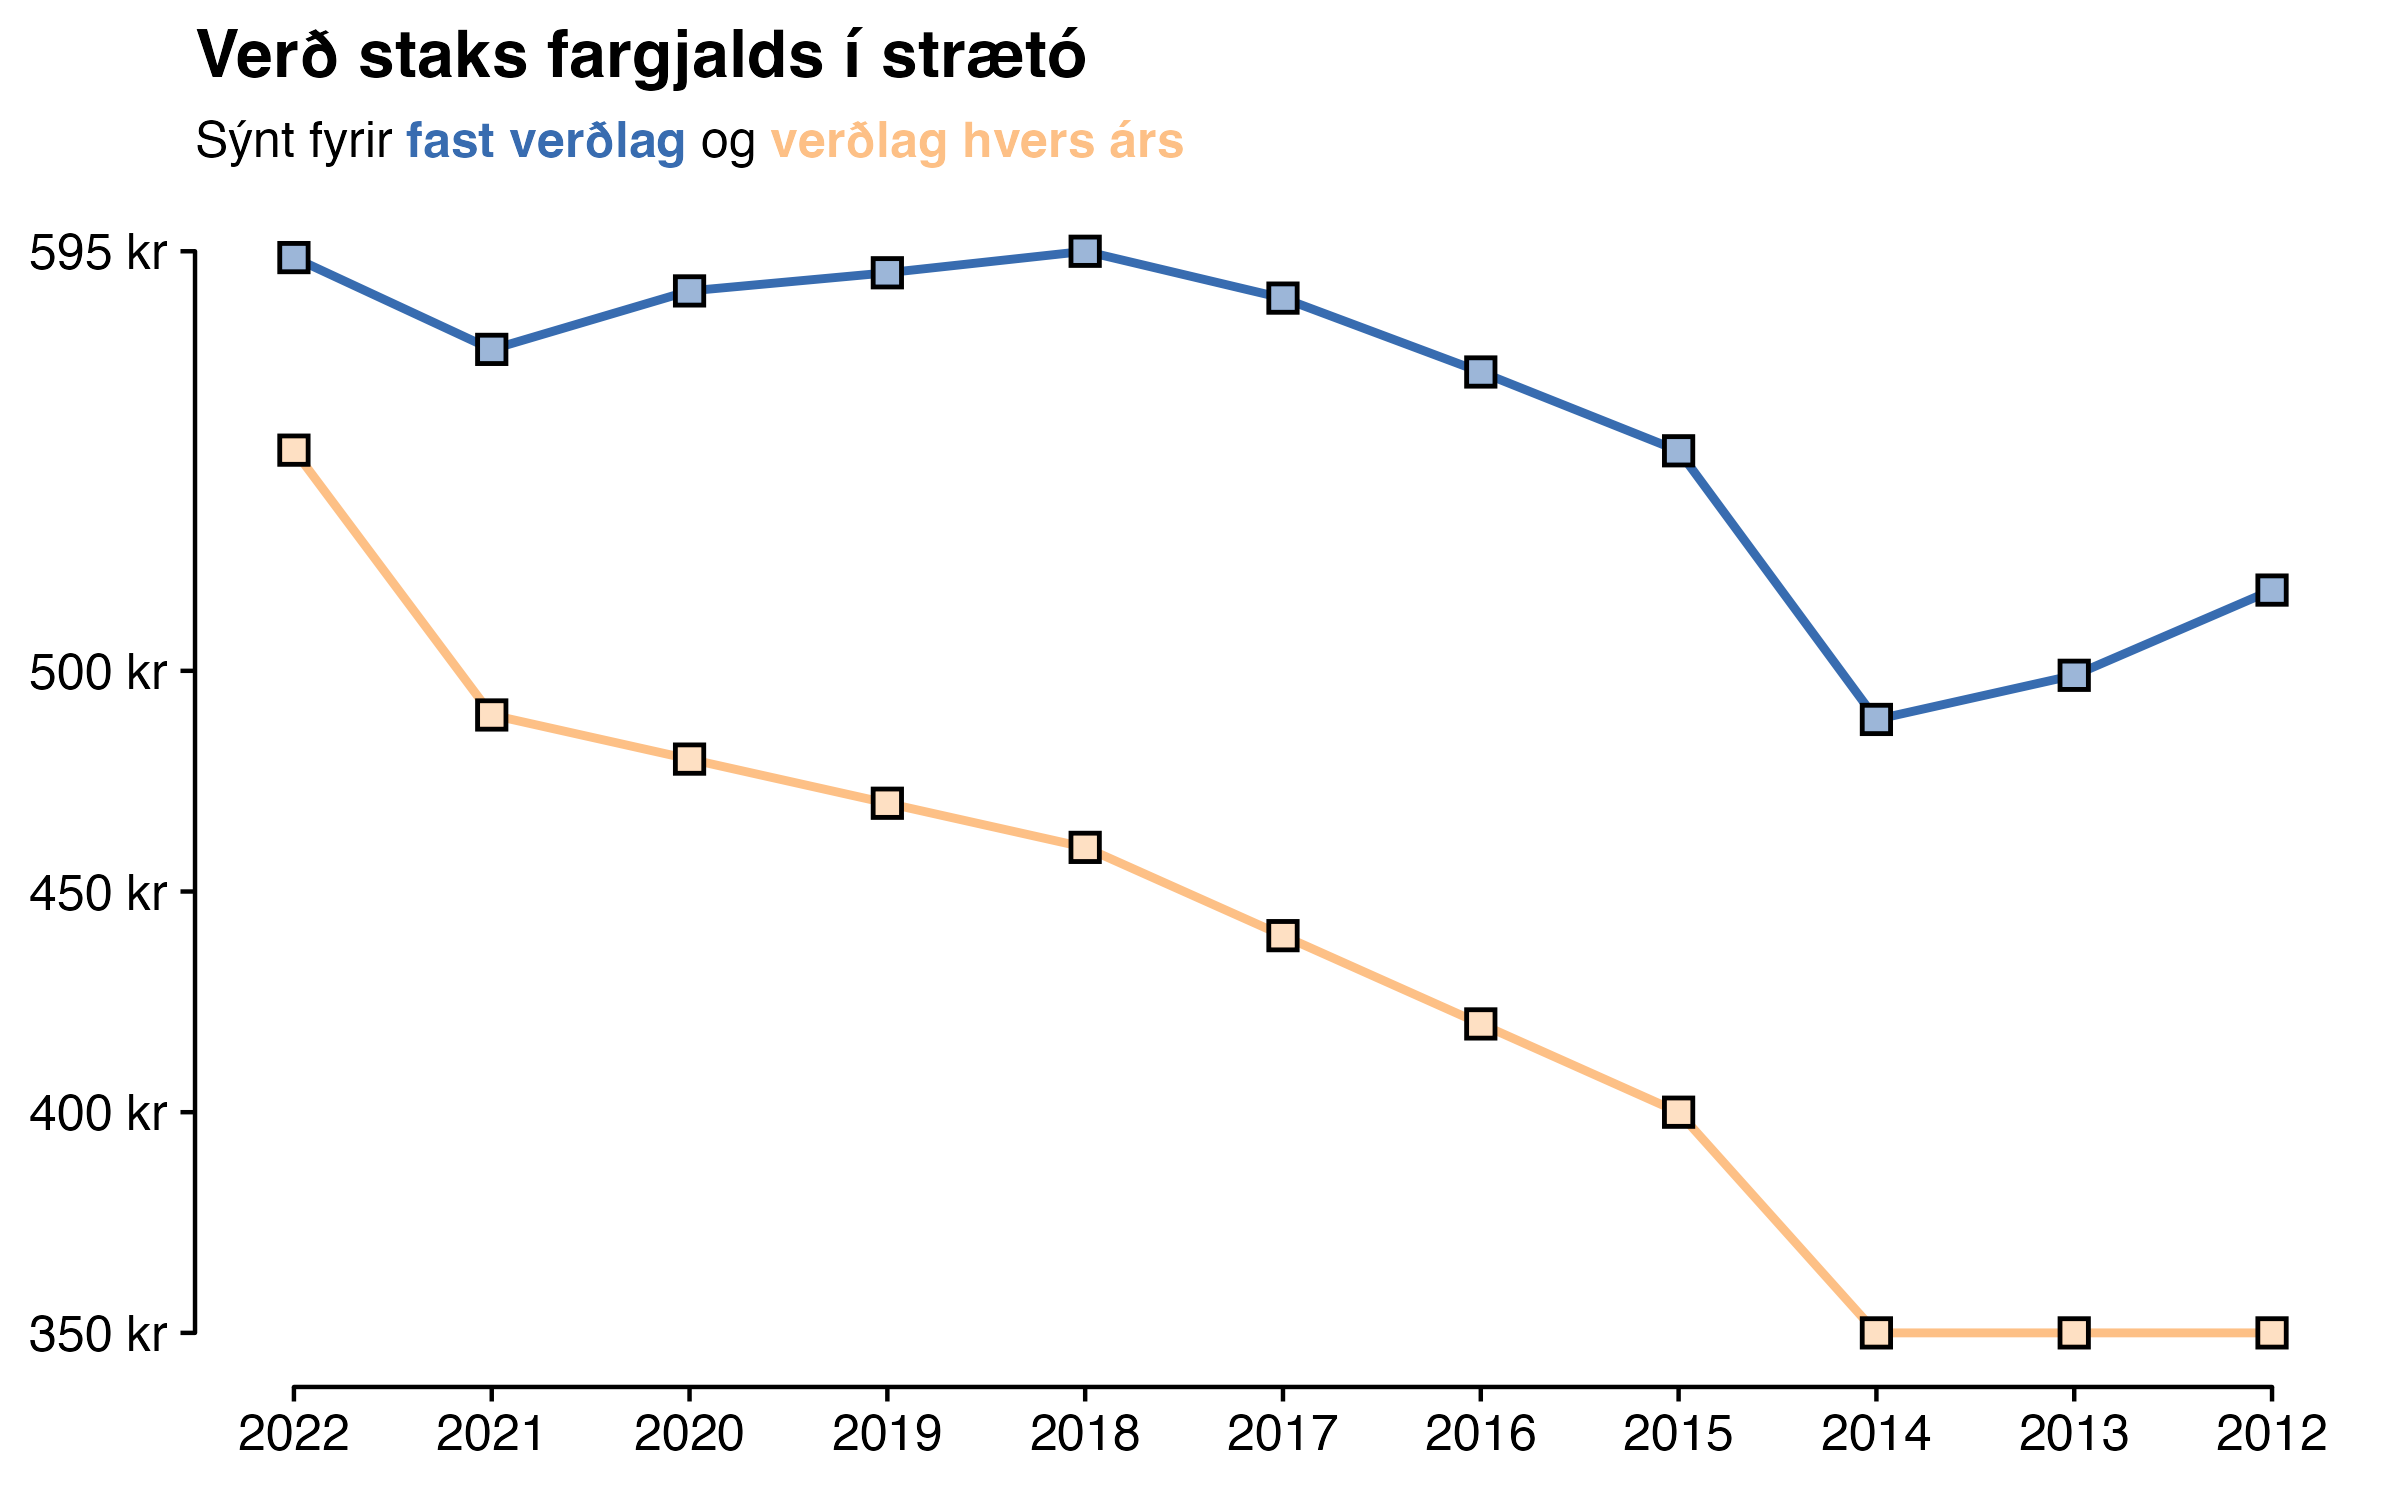 Verð staks fargjalds í strætó
Sýnt fyrir fast verðlag og verðlag hvers árs
595 kr
500 kr
450 kr
400 kr
350 kr
2022 2021 2020 2019 2018 2017 2016 2015 2014 2013 2012